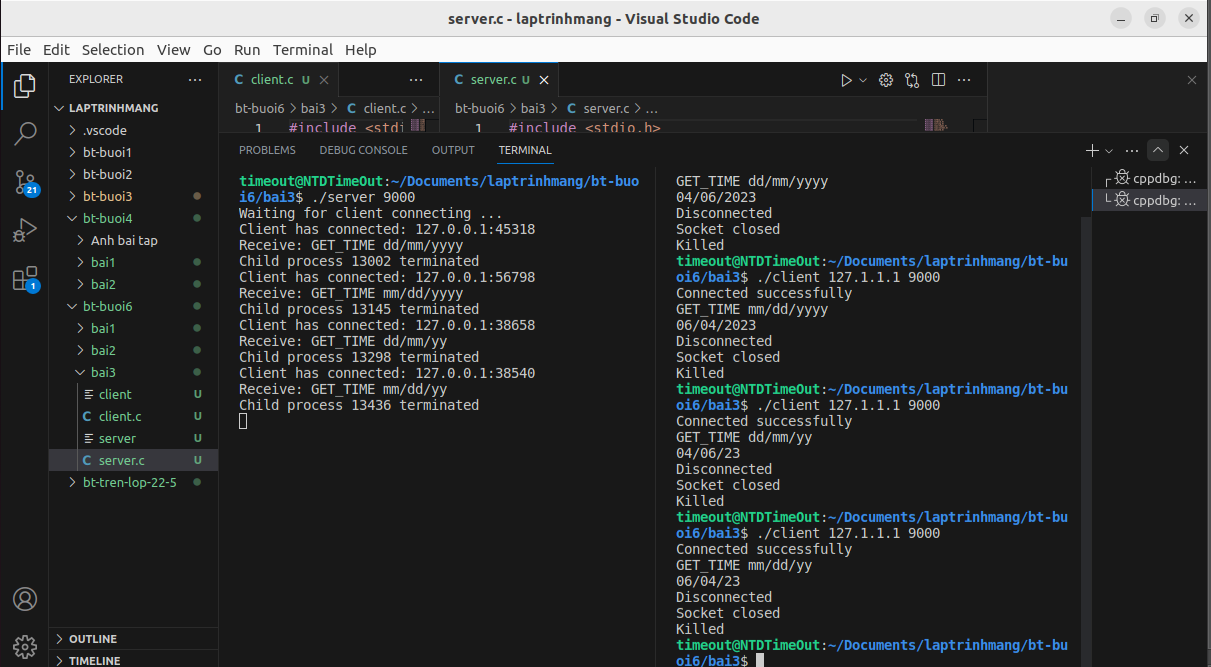 server.c - laptrinhmang - Visual Studio Code
File Edit Selection View Go Run Terminal Help
EXPLORER
LAPTRINHMANG
.vscode
bt-buoi1
bt-buoi2
bt-buoi3
bt-buoi4
Anh bai tap
bai1
bai2
bt-buoi6
bai1
bai2
bai3
client U
C client.c U
server U
C server.c U
bt-tren-lop-22-5
OUTLINE
TIMELINE
21
1
C client.c U
bt-buoi6 > bai3 > C client.c > ...
1 #include <stdi
C server.c U
bt-buoi6 > bai3 > C server.c > ...
1 #include <stdio.h>
PROBLEMS DEBUG CONSOLE OUTPUT TERMINAL
timeout@NTDTimeOut:~/Documents/laptrinhmang/bt-buo
i6/bai3$ ./server 9000
Waiting for client connecting ...
Client has connected: 127.0.0.1:45318
Receive: GET_TIME dd/mm/yyyy
Child process 13002 terminated
Client has connected: 127.0.0.1:56798
Receive: GET_TIME mm/dd/yyyy
Child process 13145 terminated
Client has connected: 127.0.0.1:38658
Receive: GET_TIME dd/mm/yy
Child process 13298 terminated
Client has connected: 127.0.0.1:38540
Receive: GET_TIME mm/dd/yy
Child process 13436 terminated
GET_TIME dd/mm/yyyy
04/06/2023
Disconnected
Socket closed
Killed
timeout@NTDTimeOut:~/Documents/laptrinhmang/bt-bu
oi6/bai3$ ./client 127.1.1.1 9000
Connected successfully
GET_TIME mm/dd/yyyy
06/04/2023
Disconnected
Socket closed
Killed
timeout@NTDTimeOut:~/Documents/laptrinhmang/bt-bu
oi6/bai3$ ./client 127.1.1.1 9000
Connected successfully
GET_TIME dd/mm/yy
04/06/23
Disconnected
Socket closed
Killed
timeout@NTDTimeOut:~/Documents/laptrinhmang/bt-bu
oi6/bai3$ ./client 127.1.1.1 9000
Connected successfully
GET_TIME mm/dd/yy
06/04/23
Disconnected
Socket closed
Killed
timeout@NTDTimeOut:~/Documents/laptrinhmang/bt-bu
oi6/bai3$
cppdbg: ...
cppdbg: ...